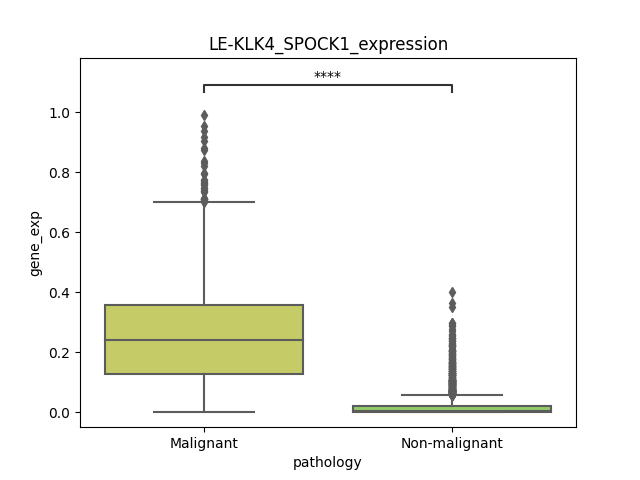 LE-KLK4_SPOCK1_expression
****
1.0
0.8
0.6
0.4
0.2
0.0
gene_exp
Malignant
Non-malignant
pathology